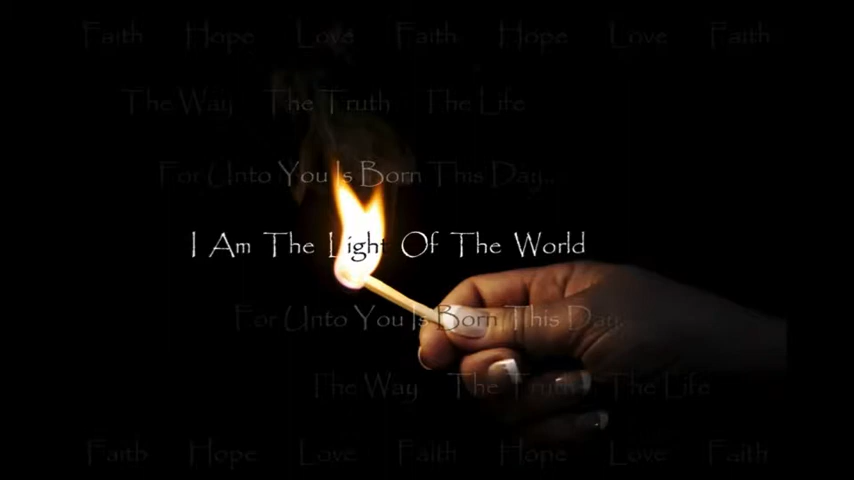 Faith Hope Love Faith Hope Love Faith
The Way The Truth The Life
For Unto You Is Born This Day...
I Am The Light Of The World
For Unto You Is Born This Day...
The Way The Truth The Life
Faith Hope Love Faith Hope Love Faith